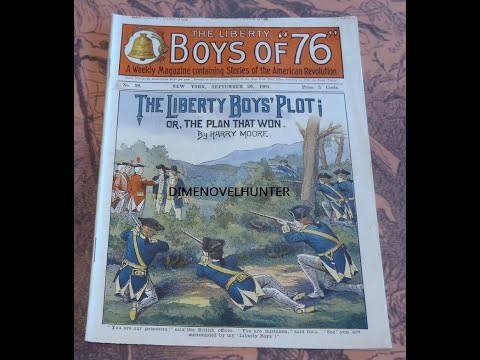 THE LIBERTY
BOYS OF "76"
A Weekly Magazine containing Stories of the American Revolution.
No. NEW YORK, SEPTEMBER Price 5 Cents.
THE LIBERTY BOYS' PLOT;
OR, THE PLAN THAT WON.
By HARRY MOORE.
DIMENOVELHUNTER
"You are our prisoners," said the British officer. "You are mistaken," said "See! you are
surrounded by my 'Liberty Boys'!"